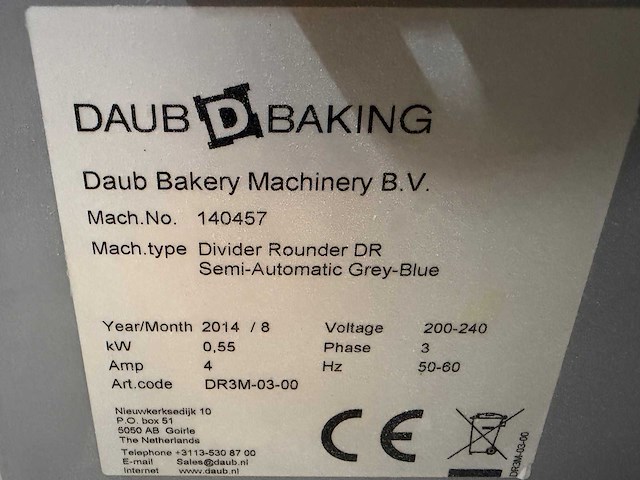 DAUB D BAKING
Daub Bakery Machinery B.V.
Mach.No. 140457
Mach.type Divider Rounder DR
Semi-Automatic Grey-Blue
Year/Month 2014 / 8 Voltage 200-240
kW 0,55 Phase 3
Amp 4 Hz 50-60
Art.code DR3M-03-00
Nieuwkerksedijk 10
P.O. box 51
5050 AB Goirle
The Netherlands
Telephone +3113-530 87 00
E-mail Sales@daub.nl
Internet www.daub.nl
CE
DR3M-03-00